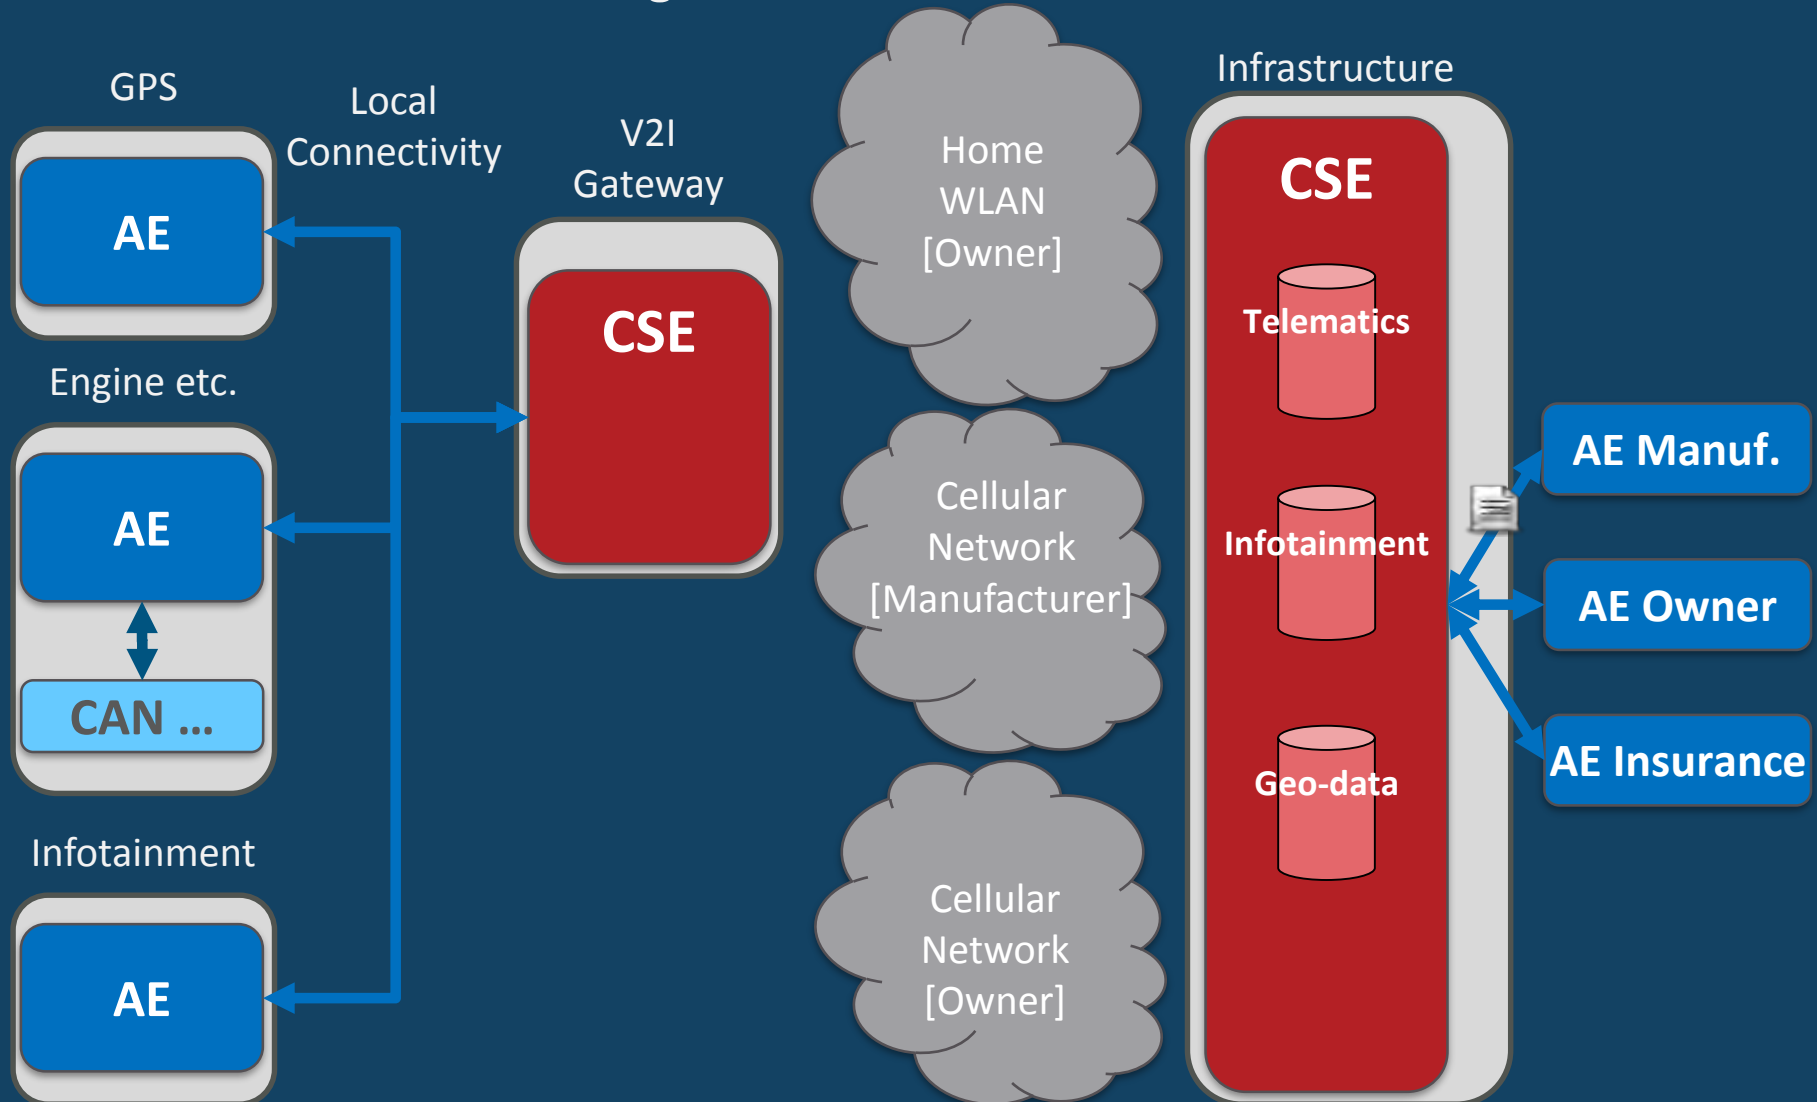 GPS
AE
Local
Connectivity
V2I
Gateway
CSE
Engine etc.
AE
CAN ...
Infotainment
AE
Home
WLAN
[Owner]
Cellular
Network
[Manufacturer]
Cellular
Network
[Owner]
Infrastructure
CSE
Telematics
Infotainment
Geo-data
AE Manuf.
AE Owner
AE Insurance